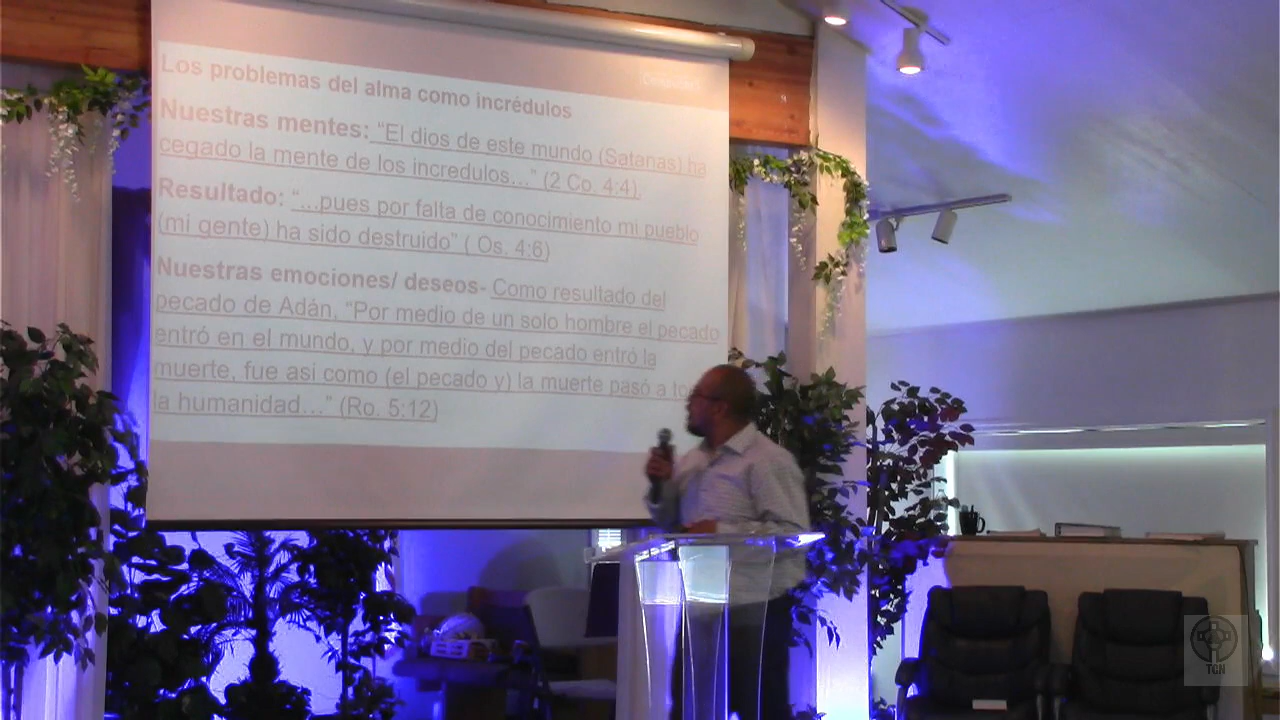 Los problemas del alma como incrédulos
Nuestras mentes: “El dios de este mundo (Satanas) ha
cegado la mente de los incredulos…” (2 Co. 4:4).
Resultado: “…pues por falta de conocimiento mi pueblo
(mi gente) ha sido destruido” ( Os. 4:6)
Nuestras emociones/ deseos- Como resultado del
pecado de Adán, “Por medio de un solo hombre el pecado
entró en el mundo, y por medio del pecado entró la
muerte, fue asi como (el pecado y) la muerte pasó a
la humanidad…” (Ro. 5:12)
TGN